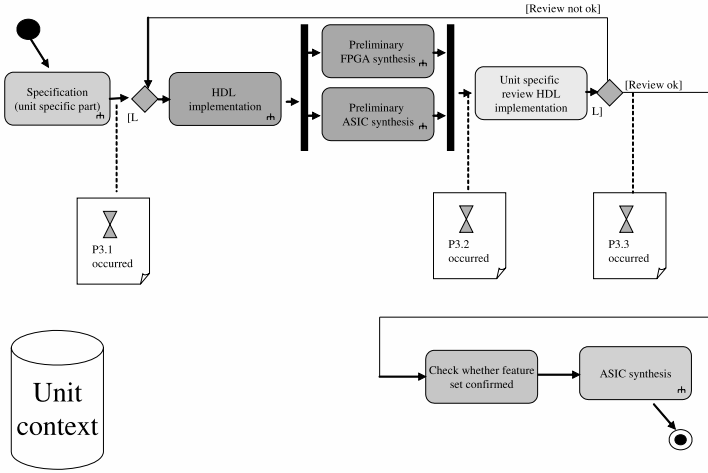 [Review not ok]
Specification
(unit specific part)
[L
HDL
implementation
Preliminary
FPGA synthesis
Preliminary
ASIC synthesis
Unit specific
review HDL
implementation
L]
[Review ok]
P3.1
occurred
P3.2
occurred
P3.3
occurred
Unit
context
Check whether feature
set confirmed
ASIC synthesis